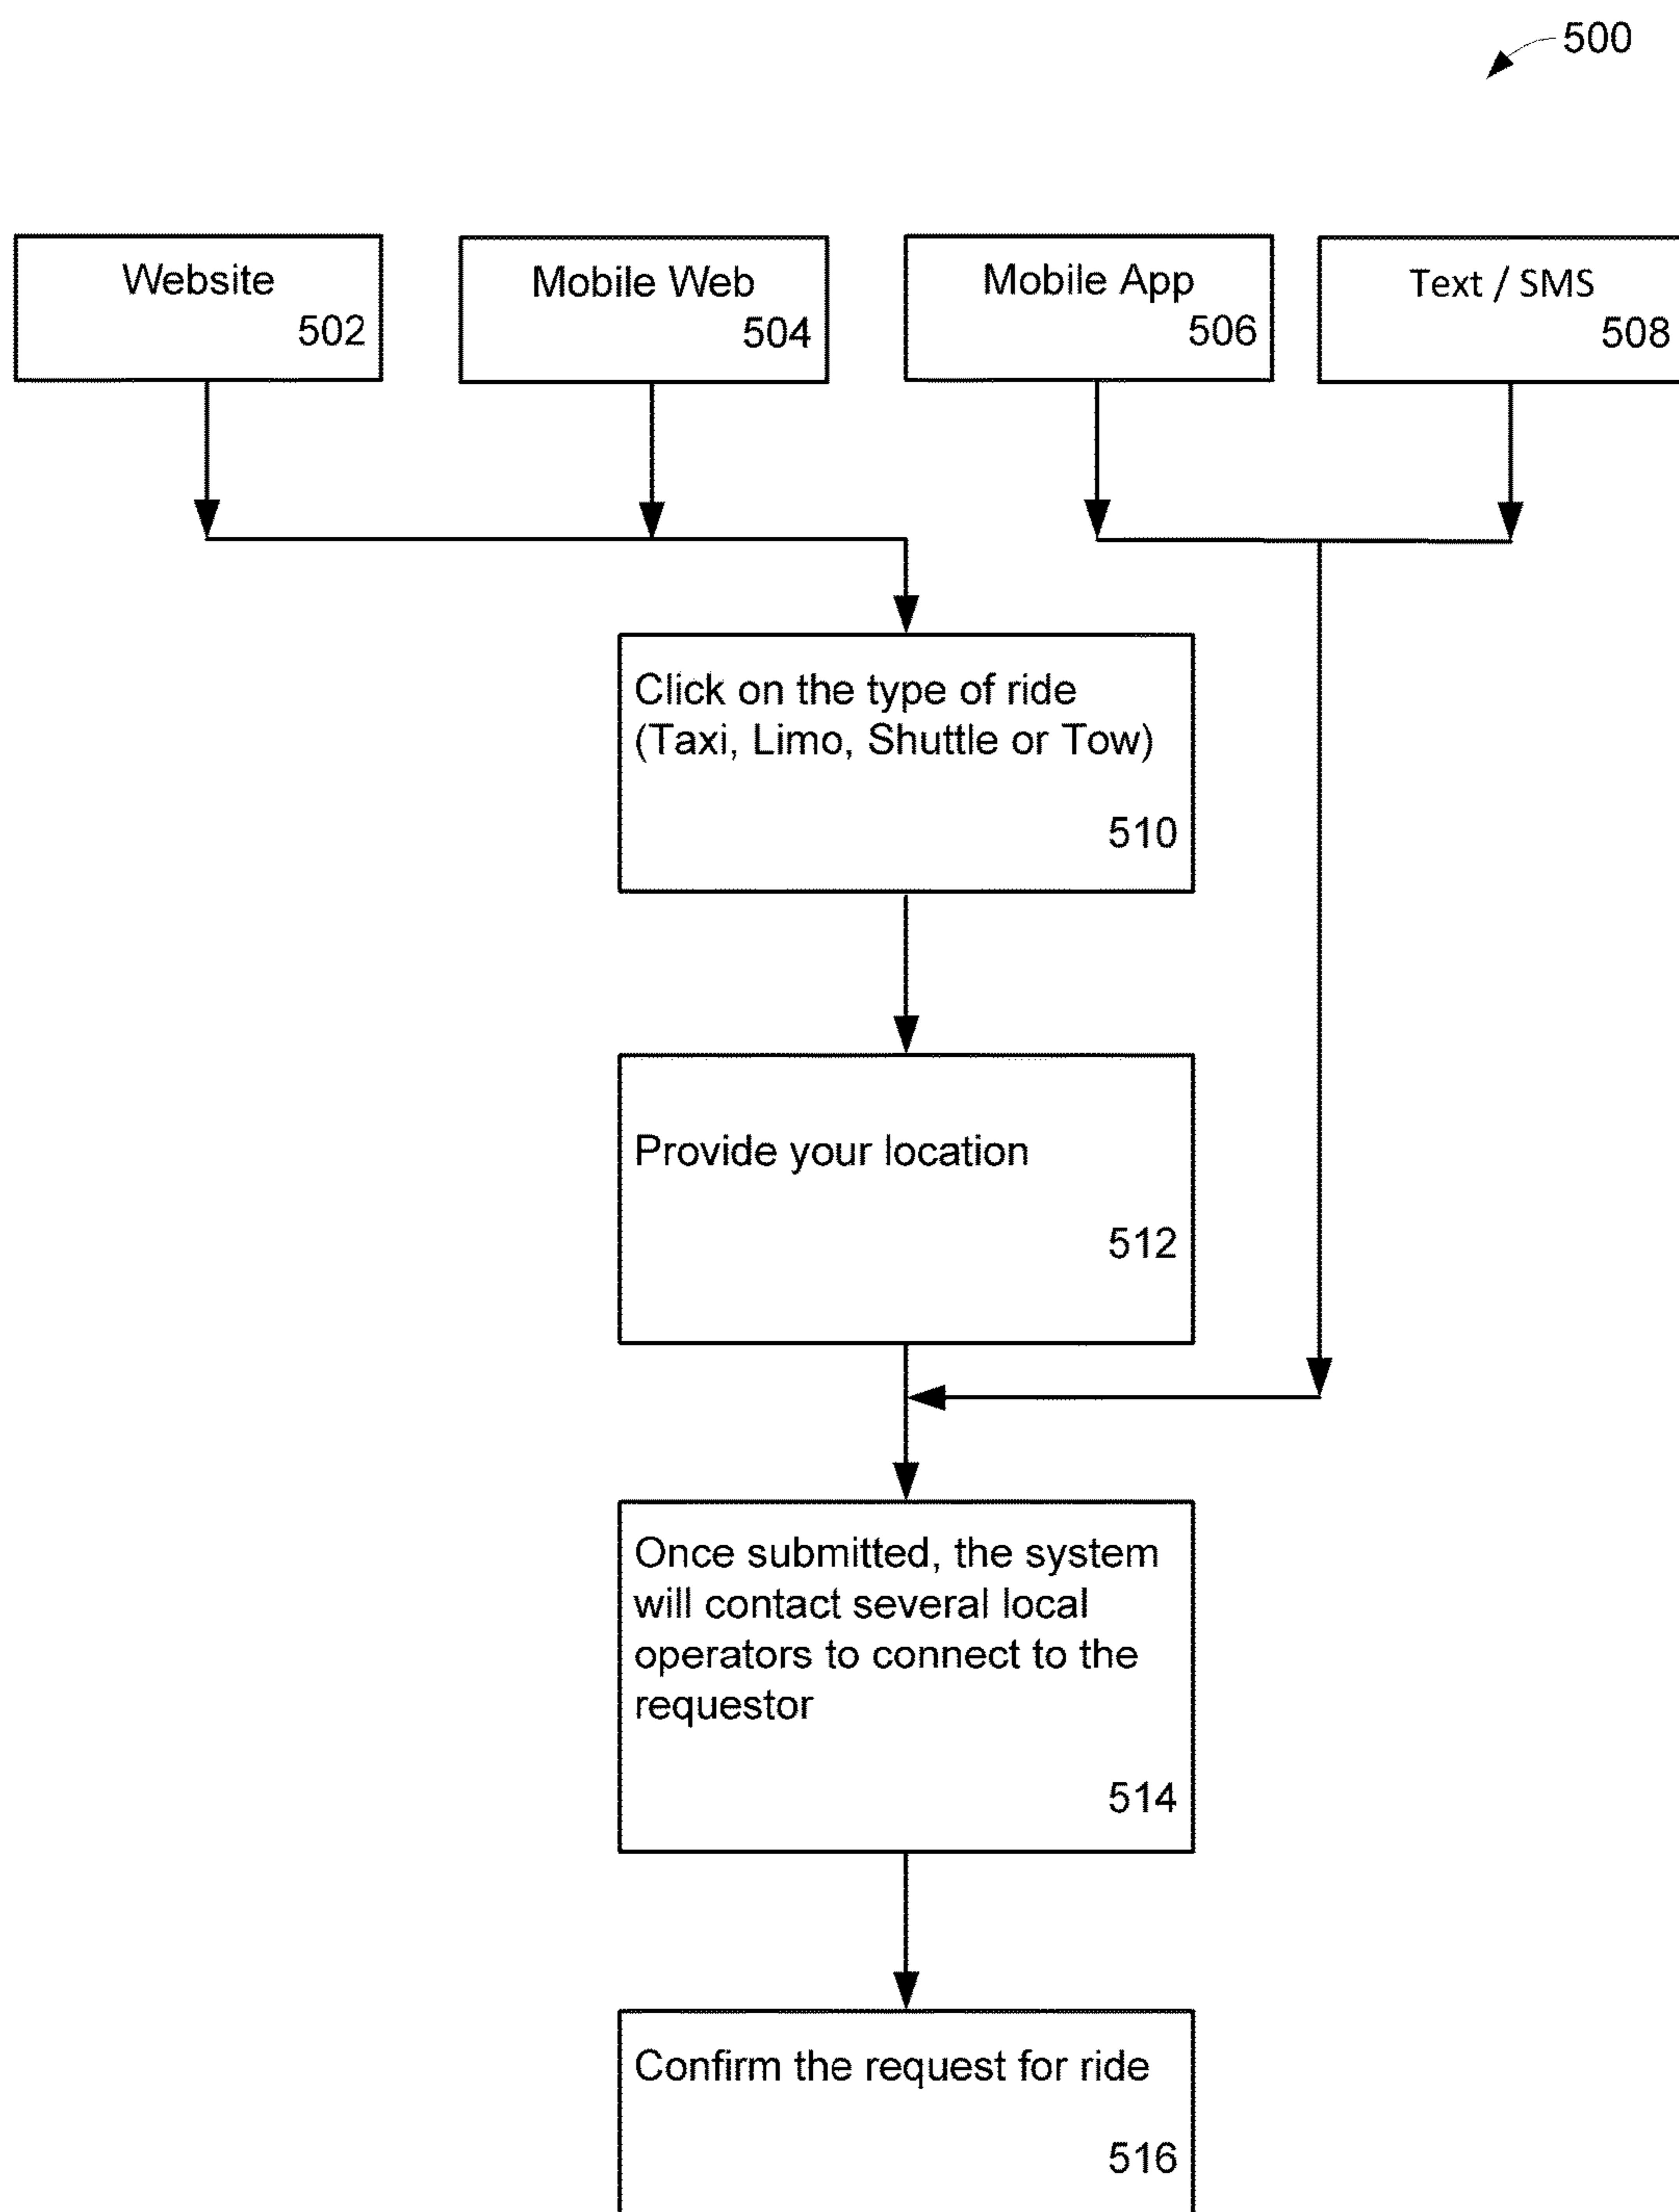 500
Website
502
Mobile Web
504
Mobile App
506
Text / SMS
508
Click on the type of ride
(Taxi, Limo, Shuttle or Tow)
510
Provide your location
512
Once submitted, the system
will contact several local
operators to connect to the
requestor
514
Confirm the request for ride
516